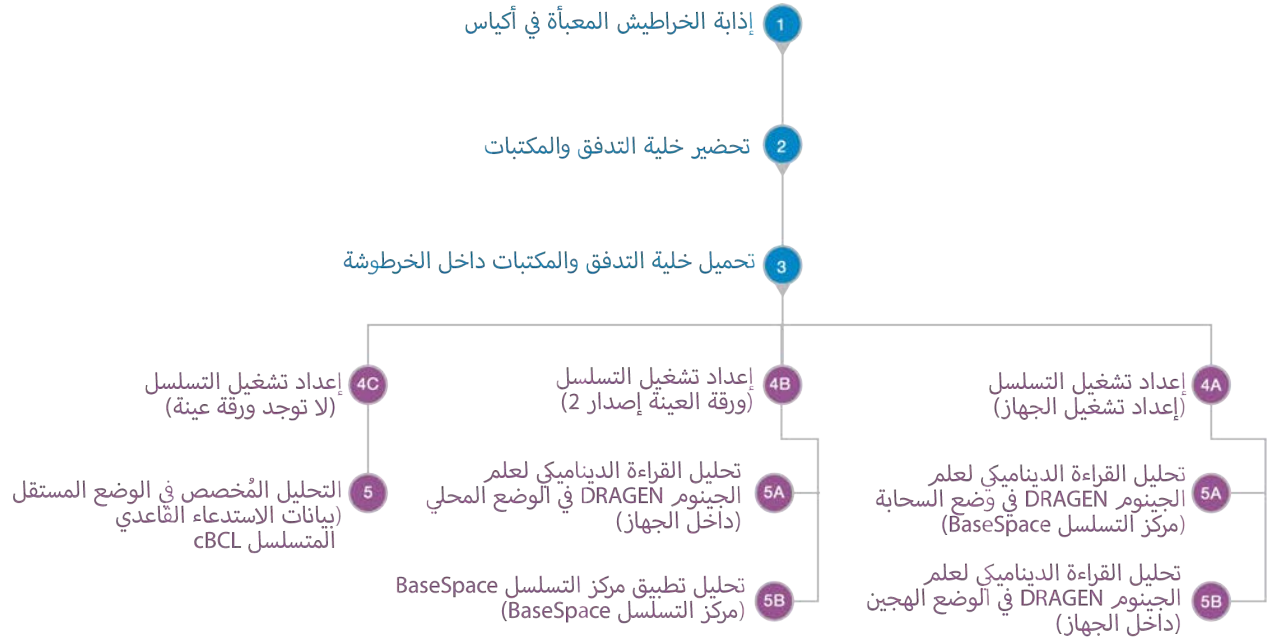 1 إذابة الخراطيش المعبأة في أكياس
2 تحضير خلية التدفق والمكتبات
3 تحميل خلية التدفق والمكتبات داخل الخرطوشة
4A إعداد تشغيل التسلسل
(إعداد تشغيل الجهاز)
5A تحليل القراءة الديناميكي لعلم
الجينوم DRAGEN في وضع السحابة
(مركز التسلسل BaseSpace)
5B تحليل القراءة الديناميكي لعلم
الجينوم DRAGEN في الوضع الهجين
(داخل الجهاز)
4B إعداد تشغيل التسلسل
(ورقة العينة إصدار 2)
5A تحليل القراءة الديناميكي لعلم
الجينوم DRAGEN في الوضع المحلي
(داخل الجهاز)
5B تحليل تطبيق مركز التسلسل BaseSpace
(مركز التسلسل BaseSpace)
4C إعداد تشغيل التسلسل
(لا توجد ورقة عينة)
5 التحليل المُخصص في الوضع المستقل
(بيانات الاستدعاء القاعدي
المتسلسل cBCL